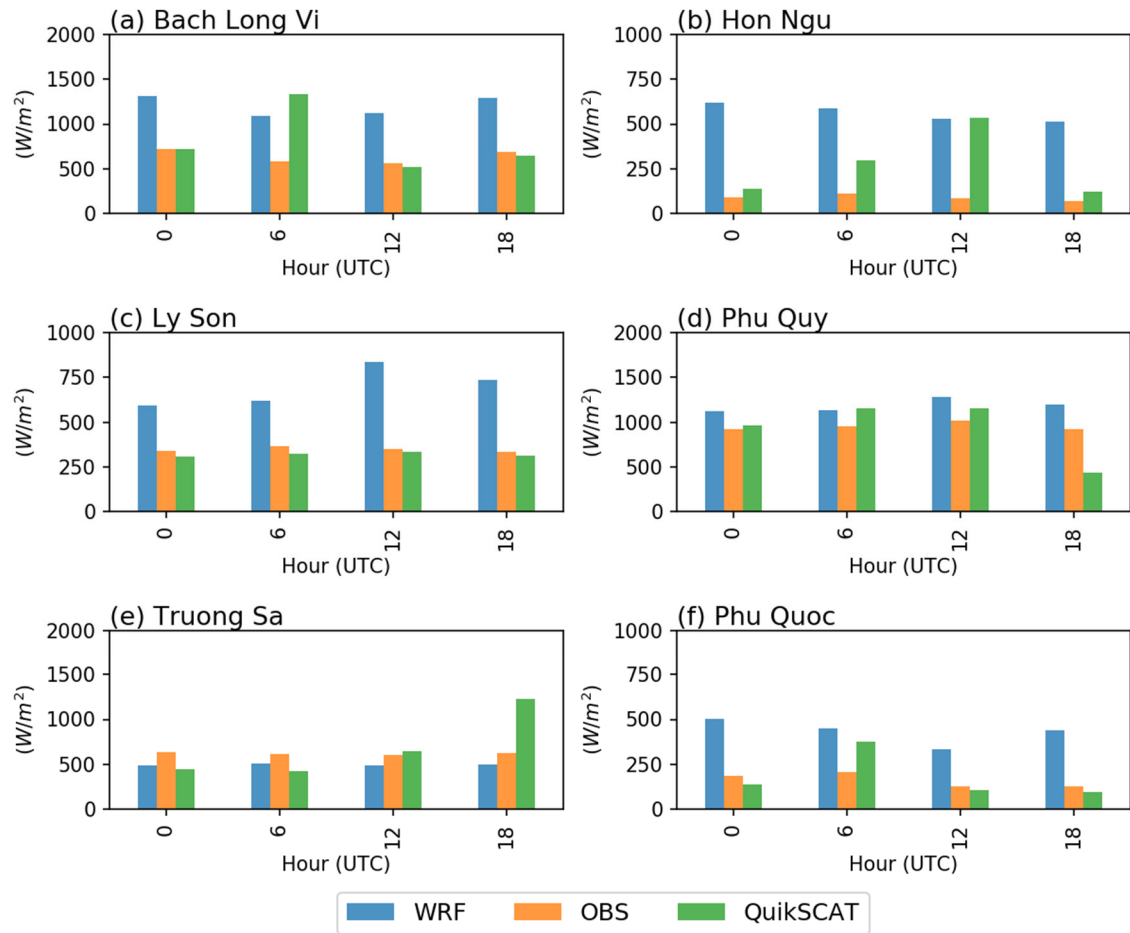 (a) Bach Long Vi
2000
1500
1000
500
0
(W/m²)
0 6 12 18
Hour (UTC)
(b) Hon Ngu
1000
750
500
250
0
(W/m²)
0 6 12 18
Hour (UTC)
(c) Ly Son
1000
750
500
250
0
(W/m²)
0 6 12 18
Hour (UTC)
(d) Phu Quy
2000
1500
1000
500
0
(W/m²)
0 6 12 18
Hour (UTC)
(e) Truong Sa
2000
1500
1000
500
0
(W/m²)
0 6 12 18
Hour (UTC)
(f) Phu Quoc
1000
750
500
250
0
(W/m²)
0 6 12 18
Hour (UTC)
WRF OBS QuikSCAT